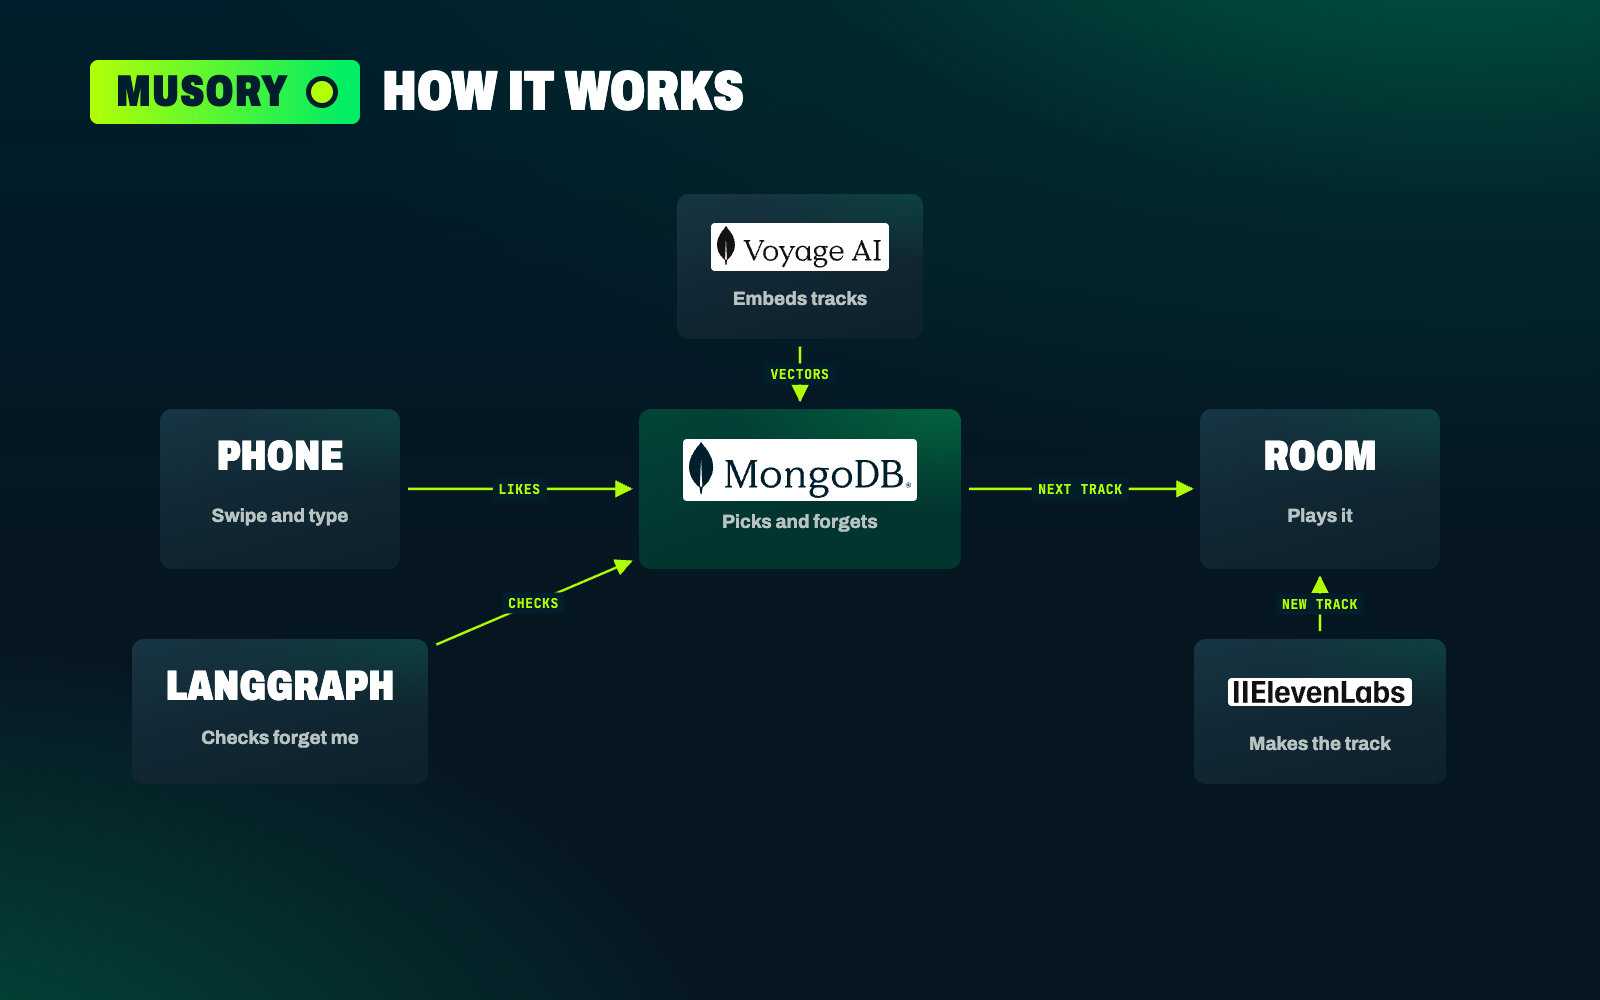 MUSORY HOW IT WORKS
Voyage AI
Embeds tracks
VECTORS
PHONE
Swipe and type
LIKES
MongoDB®
Picks and forgets
NEXT TRACK
ROOM
Plays it
CHECKS
NEW TRACK
LANGGRAPH
Checks forget me
IIElevenLabs
Makes the track